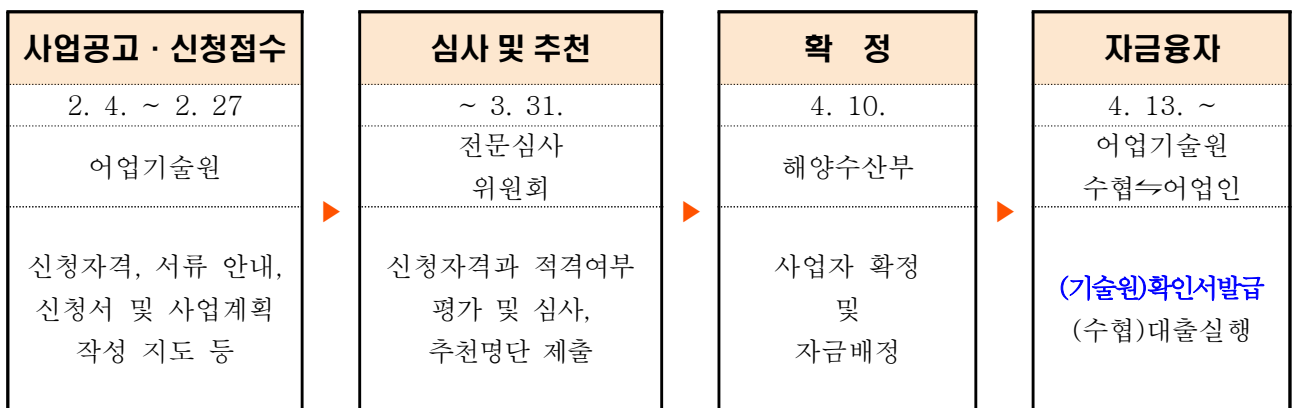 사업공고 · 신청접수
2. 4. ~ 2. 27
어업기술원
신청자격, 서류 안내,
신청서 및 사업계획
작성 지도 등
▶
심사 및 추천
~ 3. 31.
전문심사
위원회
신청자격과 적격여부
평가 및 심사,
추천명단 제출
▶
확 정
4. 10.
해양수산부
사업자 확정
및
자금배정
▶
자금융자
4. 13. ~
어업기술원
수협⇋어업인
(기술원)확인서발급
(수협)대출실행